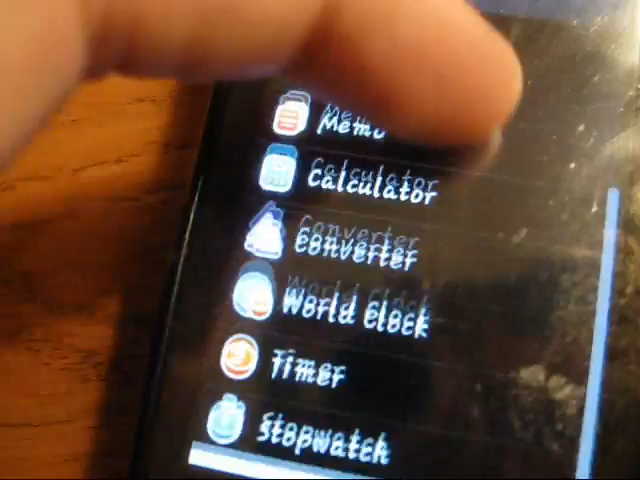 Memo
Calculator
Converter
World Clock
Timer
Stopwatch